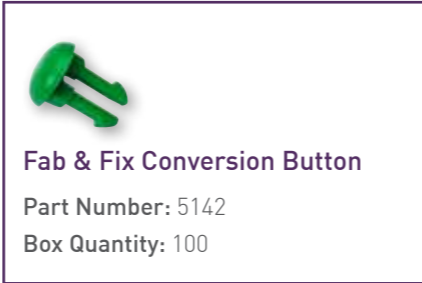 Fab & Fix Conversion Button
Part Number: 5142
Box Quantity: 100